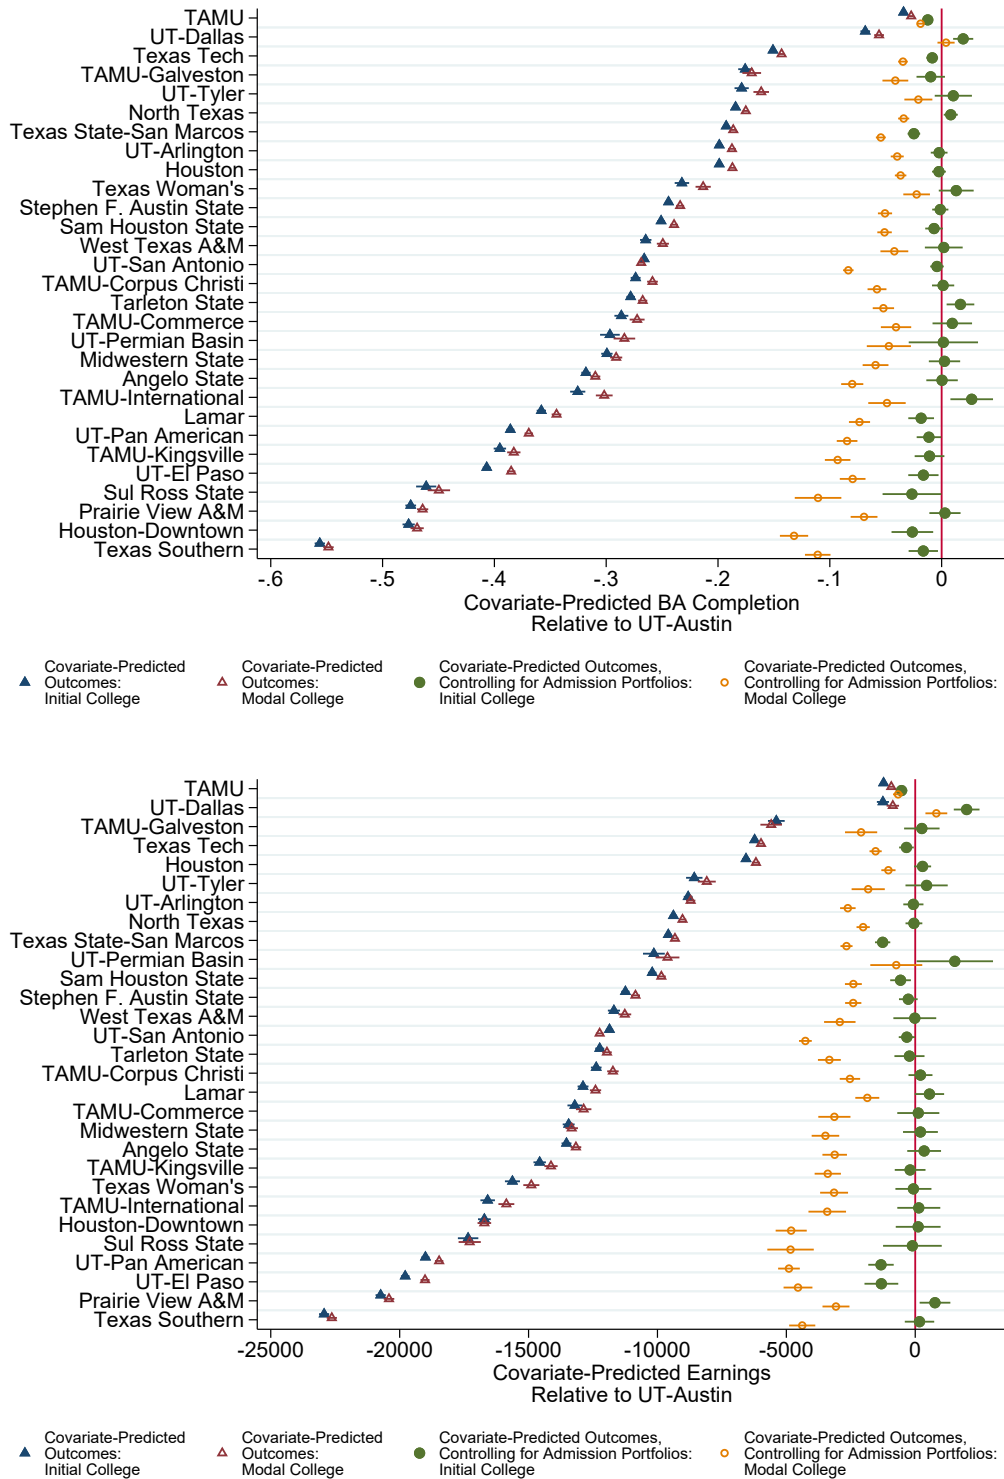 TAMU
UT-Dallas
Texas Tech
TAMU-Galveston
UT-Tyler
North Texas
Texas State-San Marcos
UT-Arlington
Houston
Texas Woman's
Stephen F. Austin State
Sam Houston State
West Texas A&M
UT-San Antonio
TAMU-Corpus Christi
Tarleton State
TAMU-Commerce
UT-Permian Basin
Midwestern State
Angelo State
TAMU-International
Lamar
UT-Pan American
TAMU-Kingsville
UT-El Paso
Sul Ross State
Prairie View A&M
Houston-Downtown
Texas Southern
-.6 -.5 -.4 -.3 -.2 -.1 0
Covariate-Predicted BA Completion
Relative to UT-Austin
Covariate-Predicted
Outcomes:
Initial College
Covariate-Predicted
Outcomes:
Modal College
Covariate-Predicted Outcomes,
Controlling for Admission Portfolios:
Initial College
Covariate-Predicted Outcomes,
Controlling for Admission Portfolios:
Modal College
TAMU
UT-Dallas
TAMU-Galveston
Texas Tech
Houston
UT-Tyler
UT-Arlington
North Texas
Texas State-San Marcos
UT-Permian Basin
Sam Houston State
Stephen F. Austin State
West Texas A&M
UT-San Antonio
Tarleton State
TAMU-Corpus Christi
Lamar
TAMU-Commerce
Midwestern State
Angelo State
TAMU-Kingsville
Texas Woman's
TAMU-International
Houston-Downtown
Sul Ross State
UT-Pan American
UT-El Paso
Prairie View A&M
Texas Southern
-25000 -20000 -15000 -10000 -5000 0
Covariate-Predicted Earnings
Relative to UT-Austin
Covariate-Predicted
Outcomes:
Initial College
Covariate-Predicted
Outcomes:
Modal College
Covariate-Predicted Outcomes,
Controlling for Admission Portfolios:
Initial College
Covariate-Predicted Outcomes,
Controlling for Admission Portfolios:
Modal College